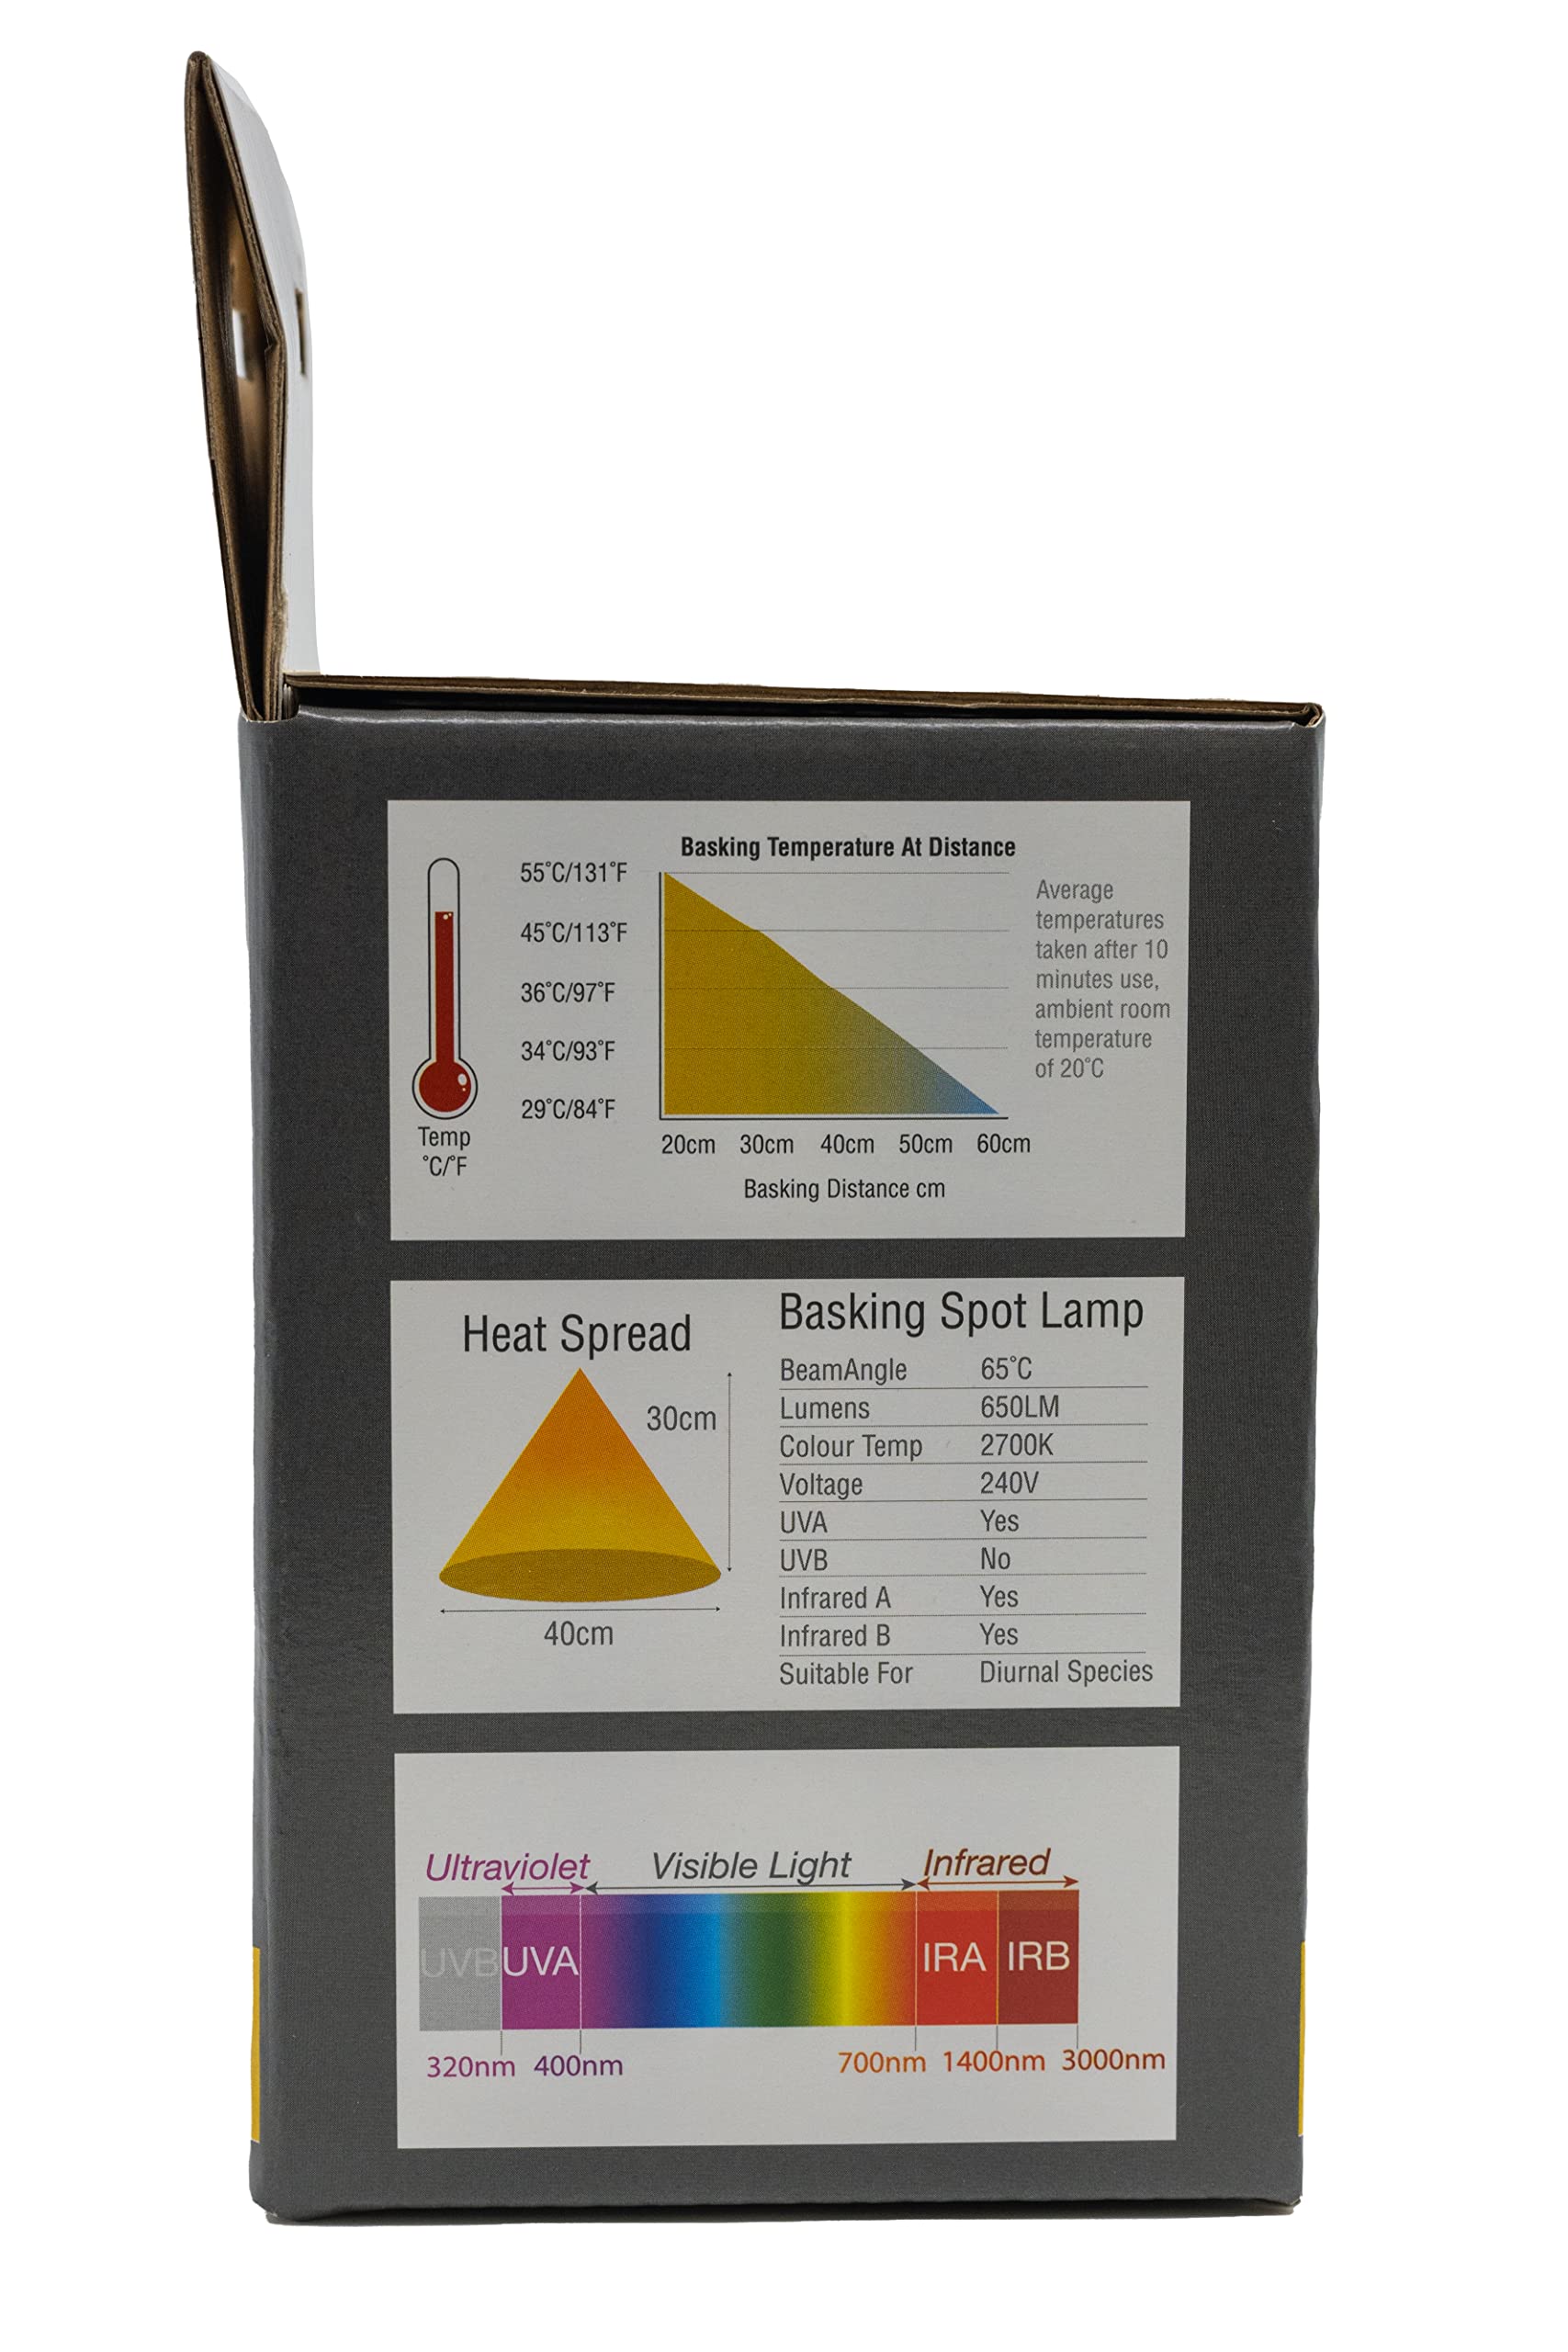 Basking Temperature At Distance
55°C/131°F
45°C/113°F
36°C/97°F
34°C/93°F
29°C/84°F
Temp
°C/°F
20cm 30cm 40cm 50cm 60cm
Basking Distance cm
Average
temperatures
taken after 10
minutes use,
ambient room
temperature
of 20°C
Heat Spread
30cm
40cm
Basking Spot Lamp
BeamAngle 65°C
Lumens 650LM
Colour Temp 2700K
Voltage 240V
UVA Yes
UVB No
Infrared A Yes
Infrared B Yes
Suitable For Diurnal Species
Ultraviolet Visible Light Infrared
UVB UVA IRA IRB
320nm 400nm 700nm 1400nm 3000nm